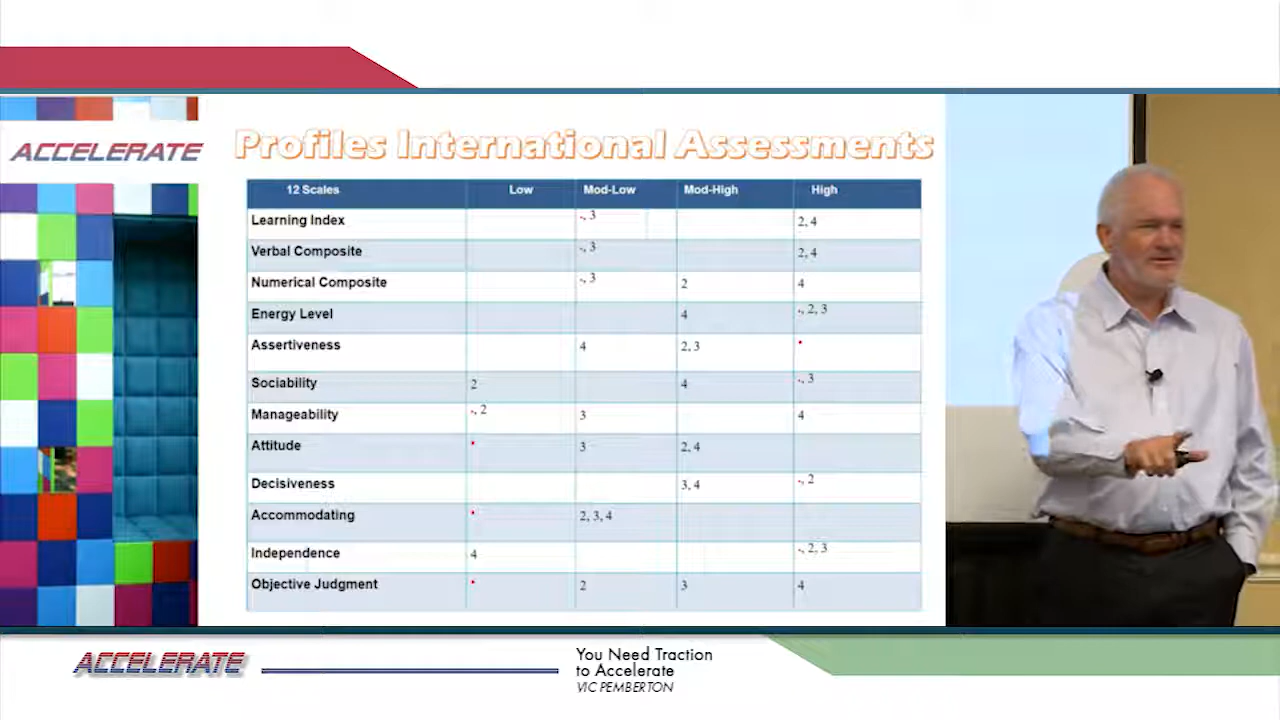 ACCELERATE
Profiles International Assessments
12 Scales Low Mod-Low Mod-High High
Learning Index ·, 3 2, 4
Verbal Composite ·, 3 2, 4
Numerical Composite ·, 3 2 4
Energy Level 4 ·, 2, 3
Assertiveness 4 2, 3 ·
Sociability 2 4 ·, 3
Manageability ·, 2 3 4
Attitude · 3 2, 4
Decisiveness 3, 4 ·, 2
Accommodating · 2, 3, 4
Independence 4 ·, 2, 3
Objective Judgment · 2 3 4
ACCELERATE
You Need Traction
to Accelerate
VIC PEMBERTON